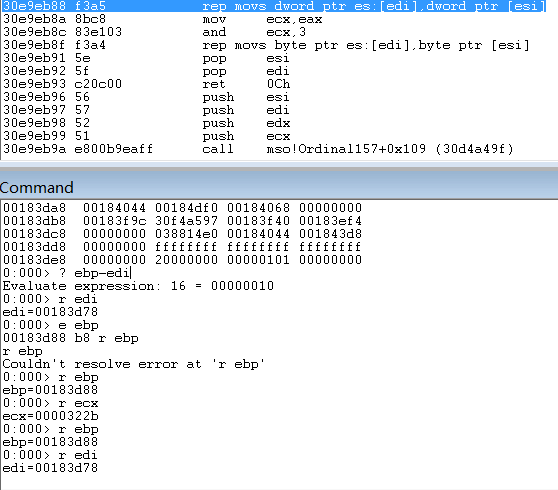 30e9eb88 f3a5 rep movs dword ptr es:[edi],dword ptr [esi]
30e9eb8a 8bc8 mov ecx,eax
30e9eb8c 83e103 and ecx,3
30e9eb8f f3a4 rep movs byte ptr es:[edi],byte ptr [esi]
30e9eb91 5e pop esi
30e9eb92 5f pop edi
30e9eb93 c20c00 ret 0Ch
30e9eb96 56 push esi
30e9eb97 57 push edi
30e9eb98 52 push edx
30e9eb99 51 push ecx
30e9eb9a e800b9eaff call mso!Ordinal157+0x109 (30d4a49f)
Command
00183da8 00184044 00184df0 00184068 00000000
00183db8 00183f9c 30f4a597 00183f40 00183ef4
00183dc8 00000000 038814e0 00184044 001843d8
00183dd8 00000000 ffffffff ffffffff ffffffff
00183de8 00000000 20000000 00000101 00000000
0:000> ? ebp-edi
Evaluate expression: 16 = 00000010
0:000> r edi
edi=00183d78
0:000> e ebp
00183d88 b8 r ebp
r ebp
Couldn't resolve error at 'r ebp'
0:000> r ebp
ebp=00183d88
0:000> r ecx
ecx=0000322b
0:000> r ebp
ebp=00183d88
0:000> r edi
edi=00183d78